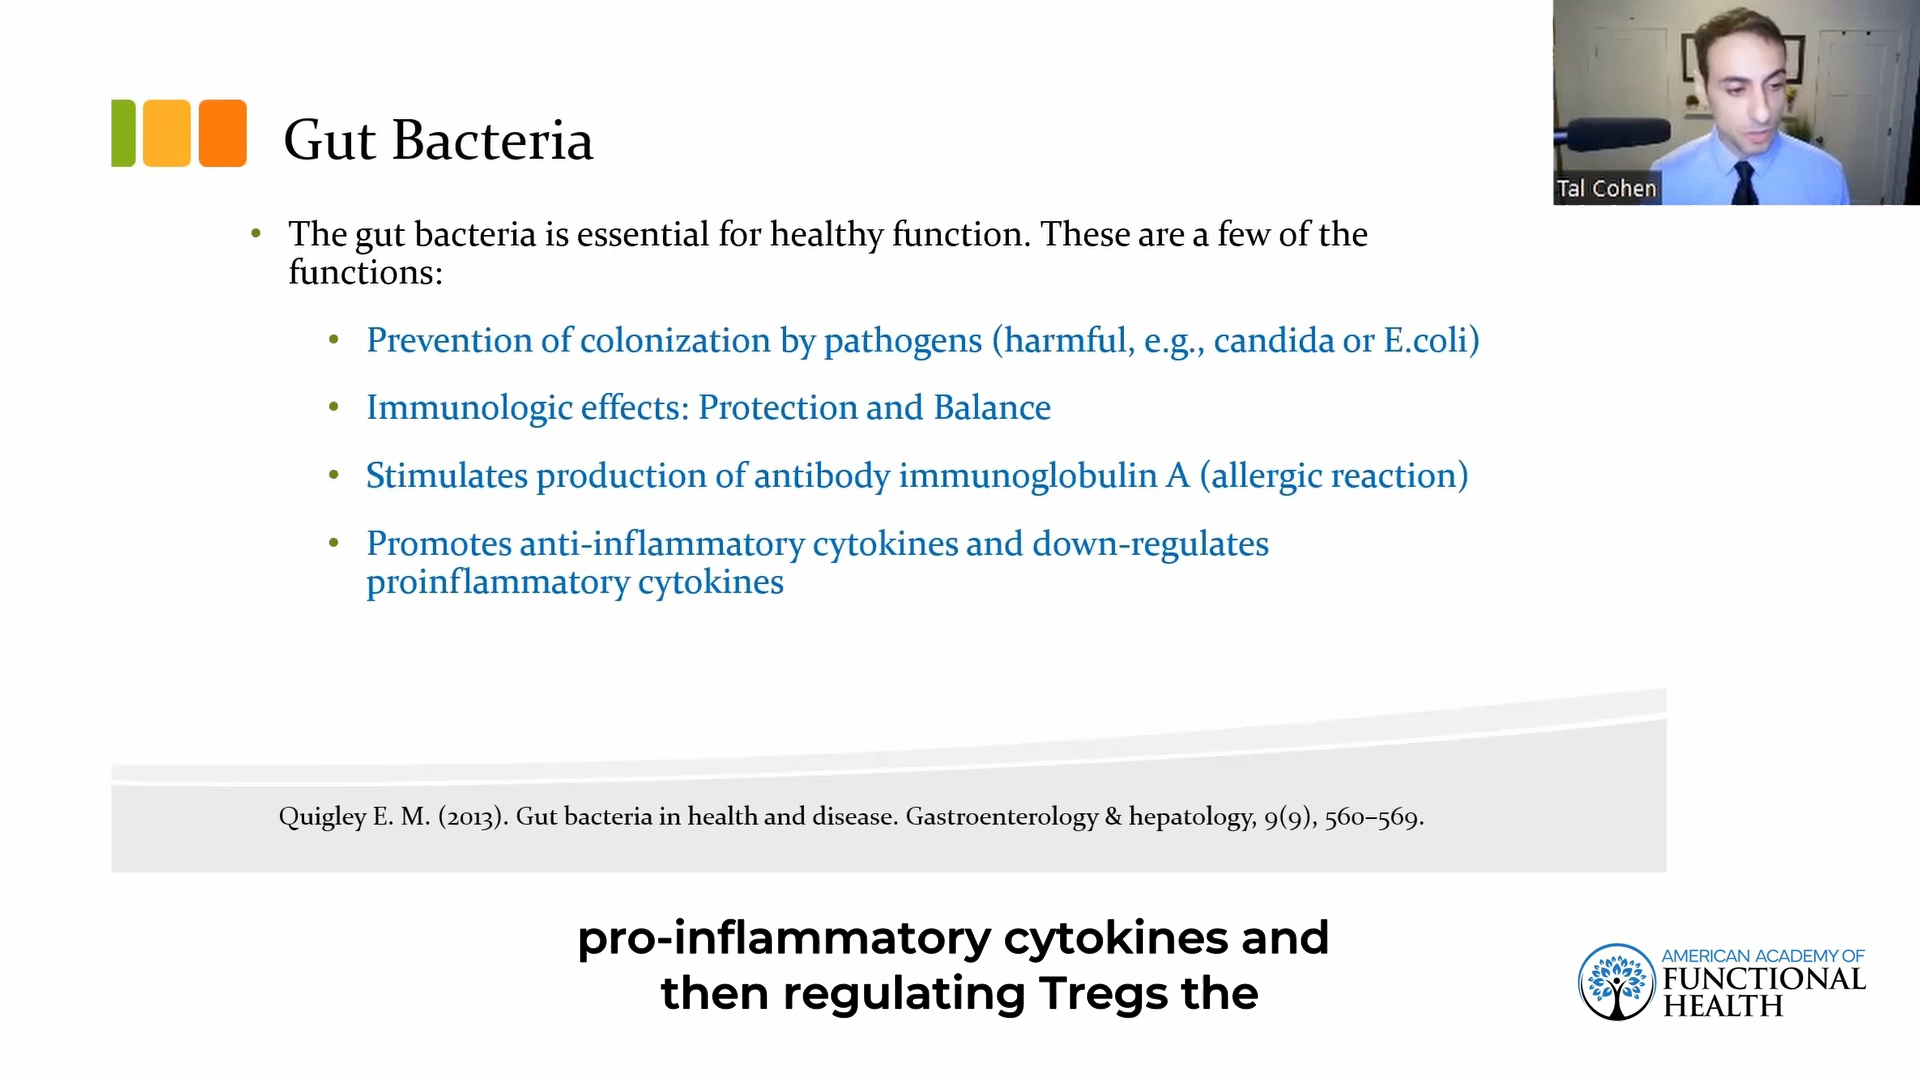 Gut Bacteria
Tal Cohen
• The gut bacteria is essential for healthy function. These are a few of the
functions:
• Prevention of colonization by pathogens (harmful, e.g., candida or E.coli)
• Immunologic effects: Protection and Balance
• Stimulates production of antibody immunoglobulin A (allergic reaction)
• Promotes anti-inflammatory cytokines and down-regulates
proinflammatory cytokines
Quigley E. M. (2013). Gut bacteria in health and disease. Gastroenterology & hepatology, 9(9), 560–569.
pro-inflammatory cytokines and
then regulating Tregs the
AMERICAN ACADEMY OF
FUNCTIONAL
HEALTH